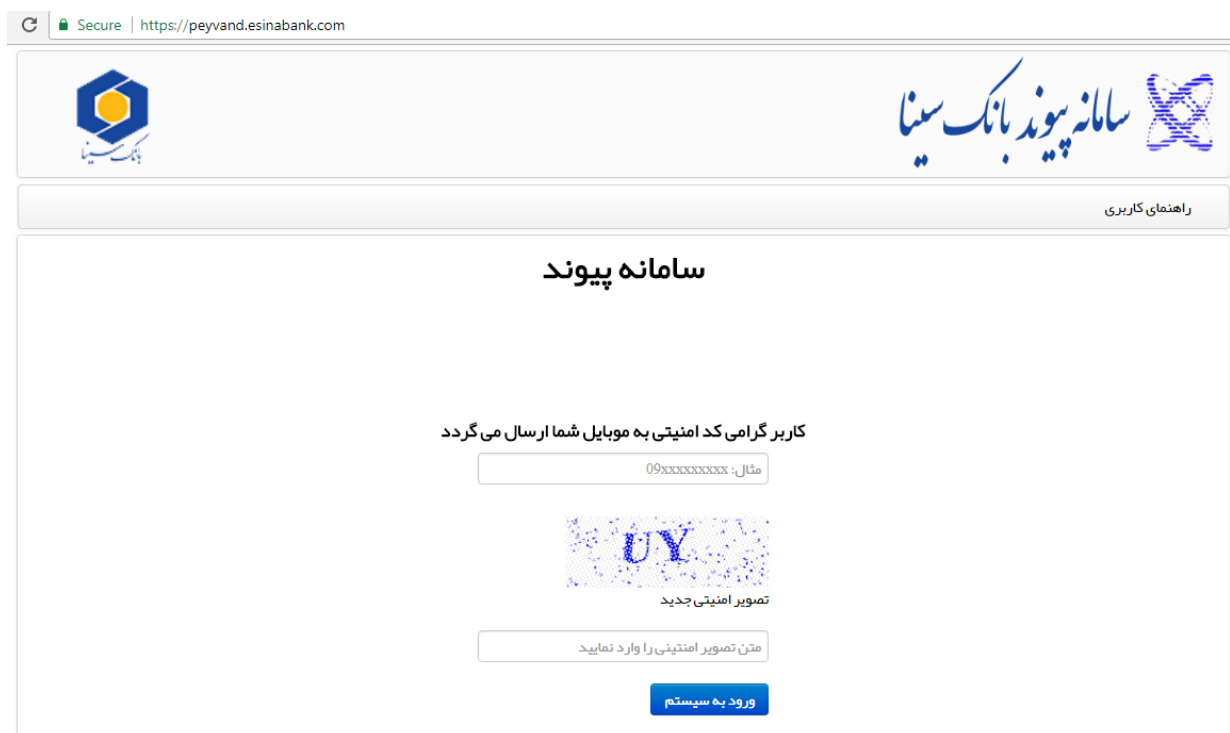 Secure | https://peyvand.esinabank.com
سامانه پیوند بانک سینا
بانک سینا
راهنمای کاربری
سامانه پیوند
کاربر گرامی کد امنیتی به موبایل شما ارسال می گردد
مثال: 09xxxxxxxxx
UY
تصویر امنیتی جدید
متن تصویر امنتینی را وارد نمایید
ورود به سیستم